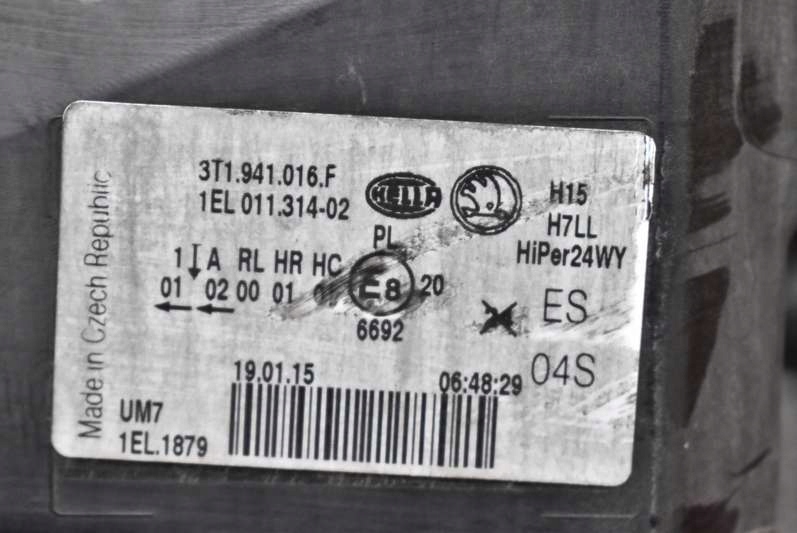 3T1.941.016.F
1EL 011.314-02
HELLA
H15
H7LL
HiPer24WY
PL
1 A RL HR HC
01 02 00 01
E8 20
6692
ES
04S
19.01.15 06:48:29
UM7
1EL.1879
Made in Czech Republic